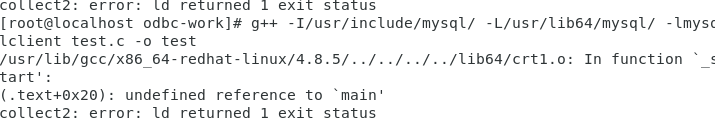 collect2: error: ld returned 1 exit status
[root@localhost odbc-work]# g++ -I/usr/include/mysql/ -L/usr/lib64/mysql/ -lmysq
lclient test.c -o test
/usr/lib/gcc/x86_64-redhat-linux/4.8.5/../../../../lib64/crt1.o: In function `_s
tart':
(.text+0x20): undefined reference to `main'
collect2: error: ld returned 1 exit status